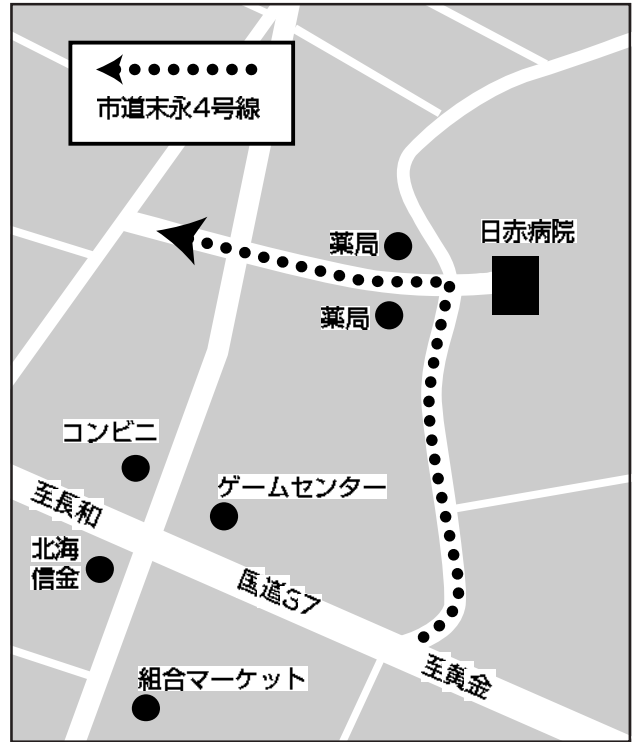 市道末永4号線
日赤病院
薬局
薬局
コンビニ
ゲームセンター
至長和
北海
信金
国道37
至黄金
組合マーケット